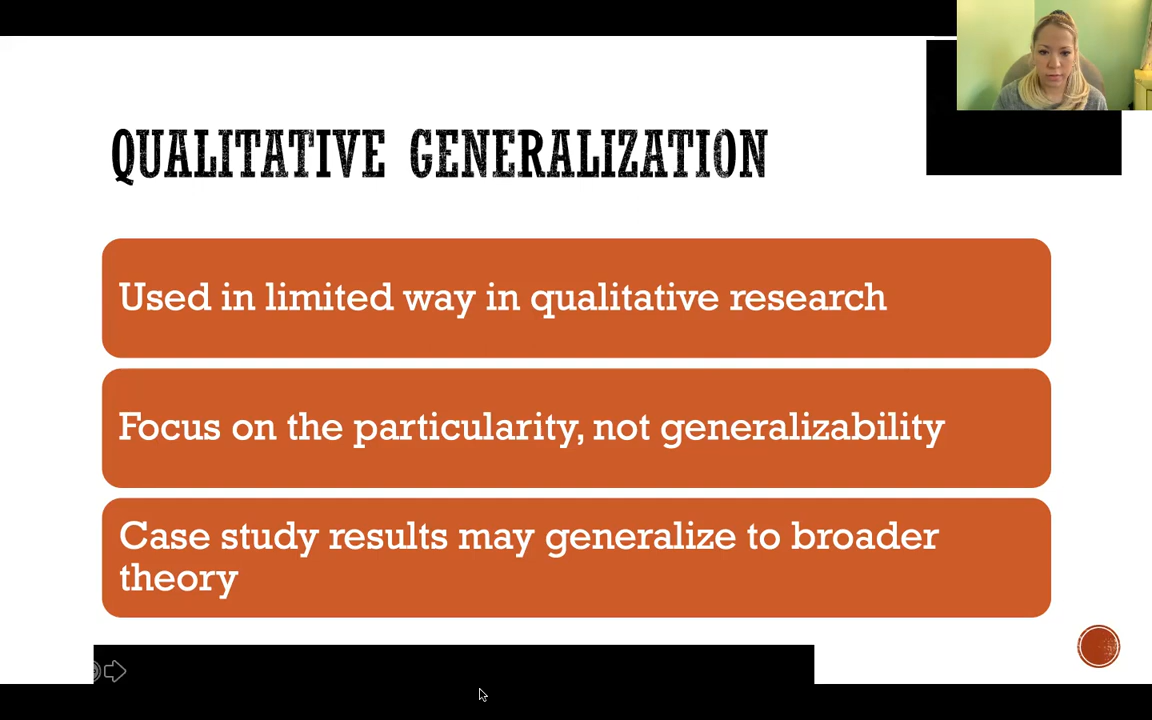 QUALITATIVE GENERALIZATION
Used in limited way in qualitative research
Focus on the particularity, not generalizability
Case study results may generalize to broader
theory